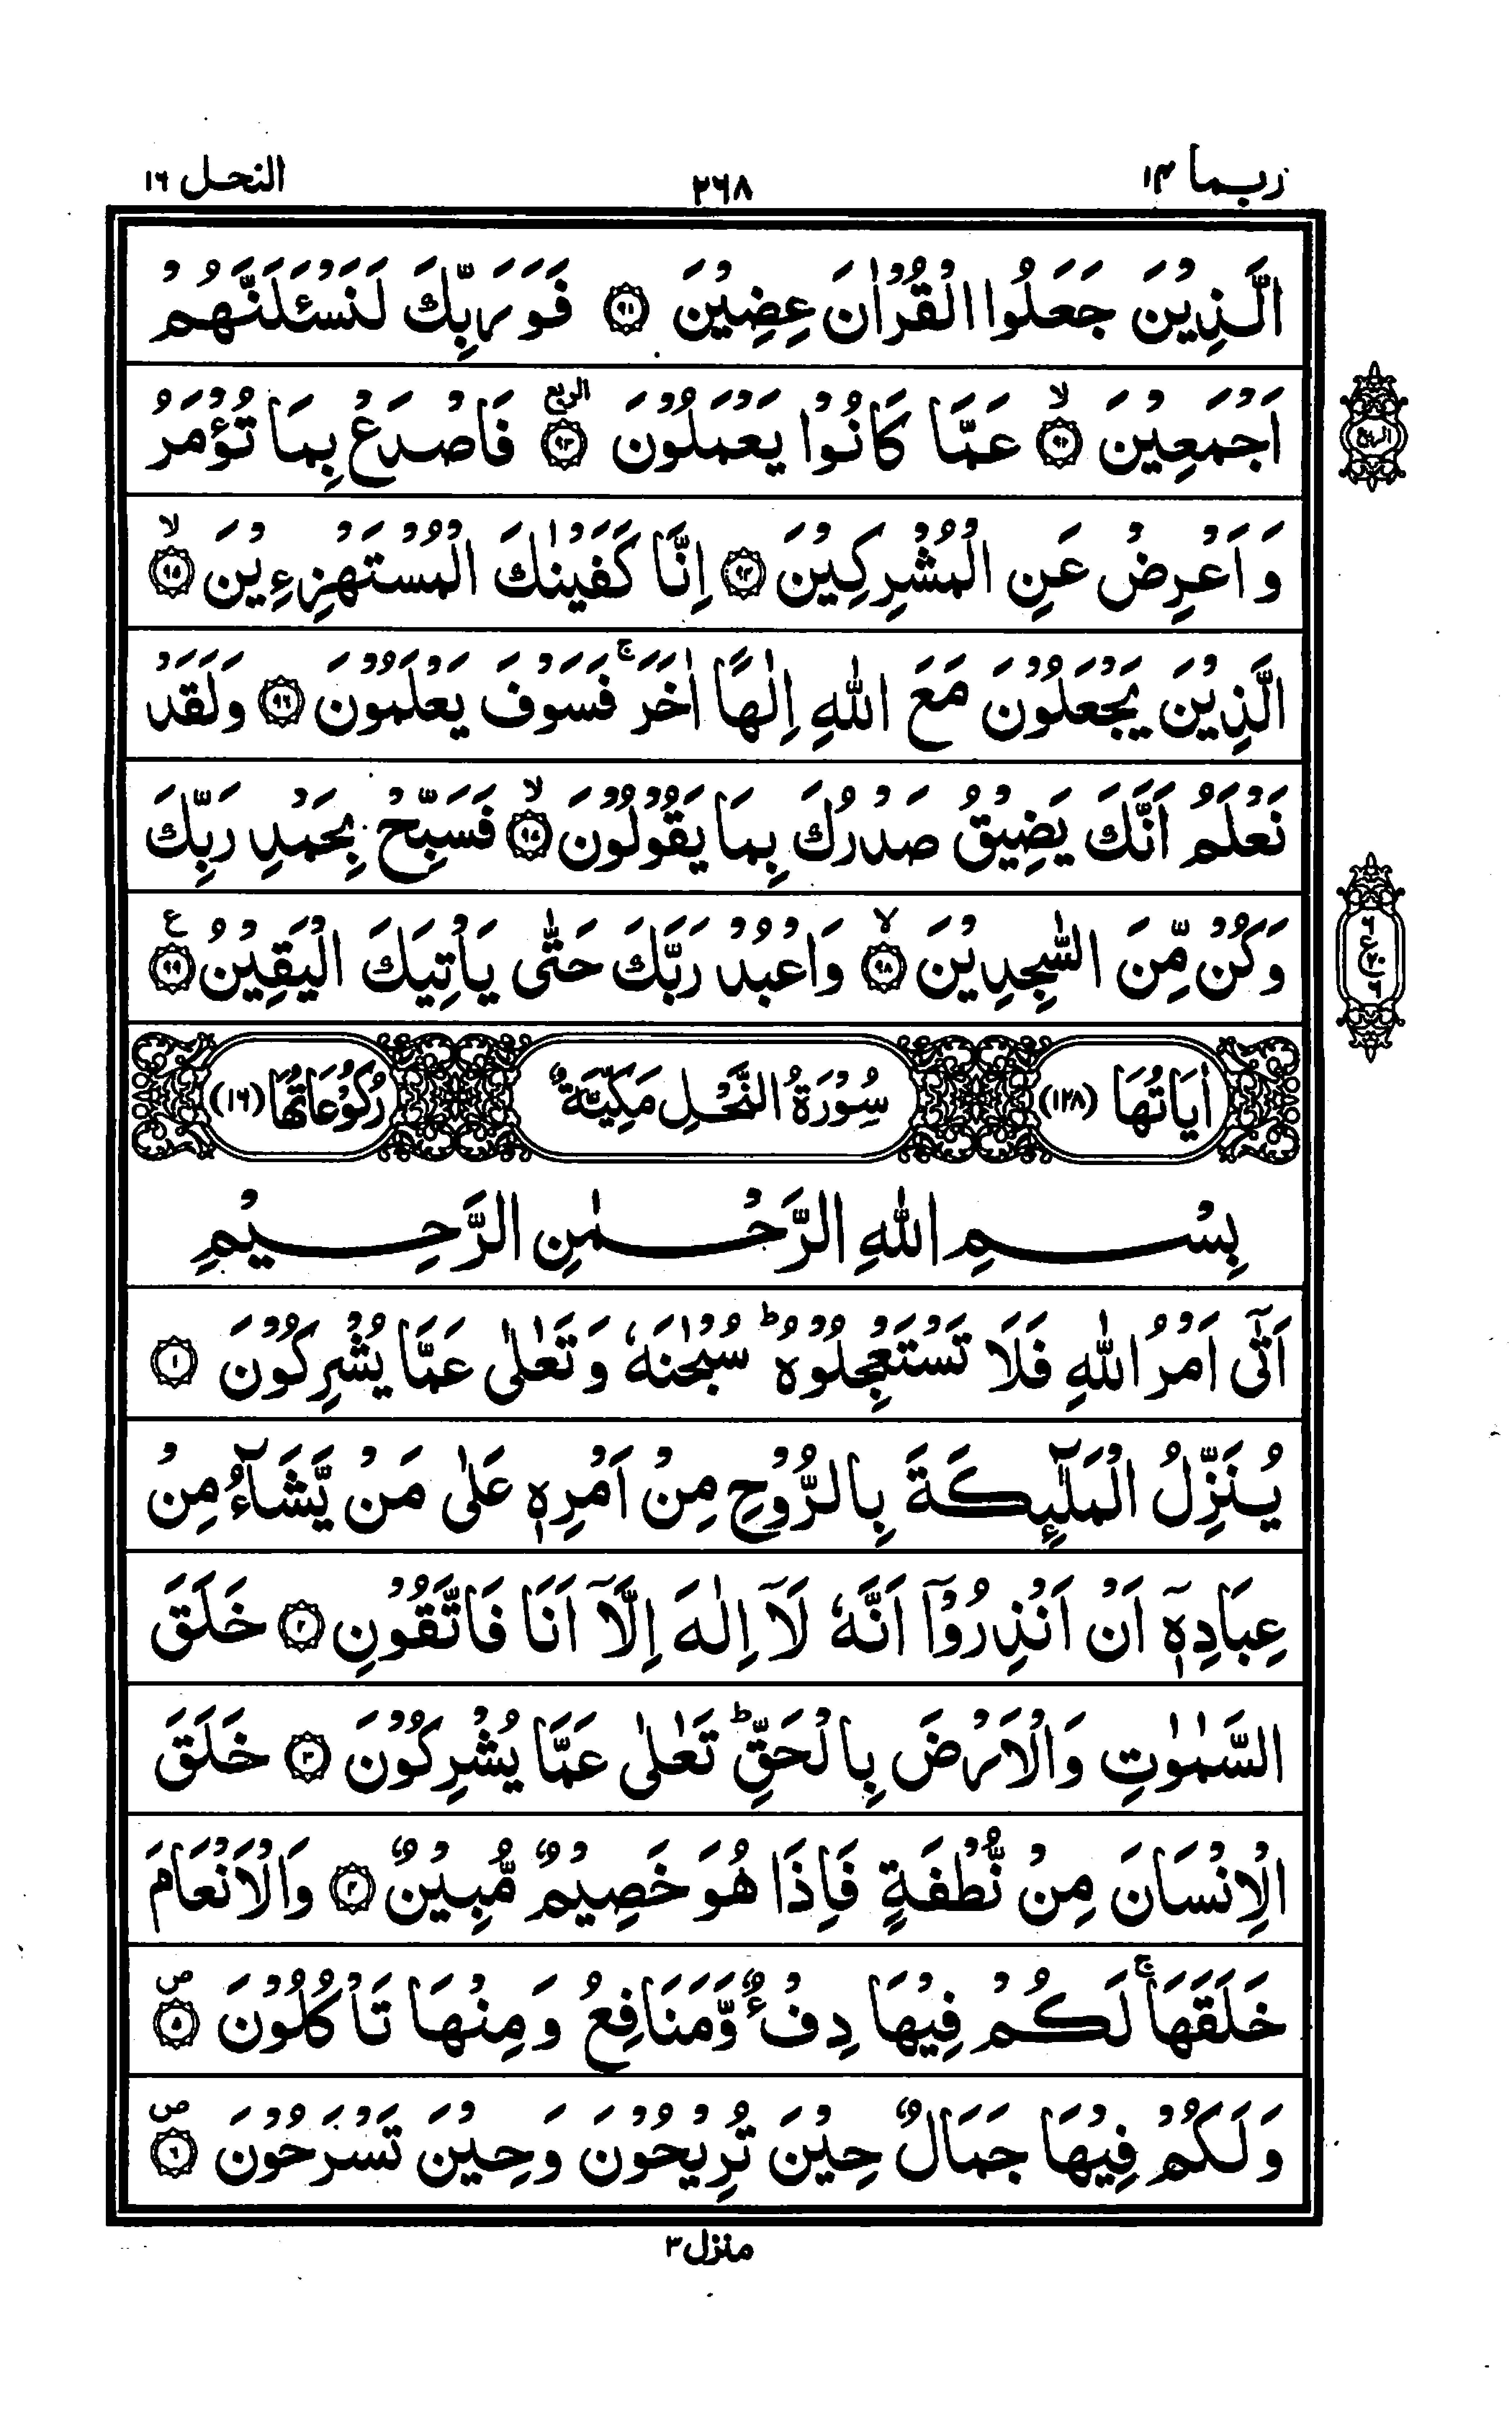 ربما ١٤
٢٦٨
النحل ١٦
الَّذِيْنَ جَعَلُوا الْقُرْاٰنَ عِضِيْنَ ﴿٩١﴾ فَوَرَبِّكَ لَنَسْئَلَنَّهُمْ
اَجْمَعِيْنَ ﴿٩٢﴾ۙ عَمَّا كَانُوْا يَعْمَلُوْنَ ﴿٩٣﴾ الربع فَاصْدَعْ بِمَا تُؤْمَرُ
وَاَعْرِضْ عَنِ الْمُشْرِكِيْنَ ﴿٩٤﴾ اِنَّا كَفَيْنٰكَ الْمُسْتَهْزِءِيْنَ ﴿٩٥﴾ۙ
الَّذِيْنَ يَجْعَلُوْنَ مَعَ اللّٰهِ اِلٰهًا اٰخَرَۚ فَسَوْفَ يَعْلَمُوْنَ ﴿٩٦﴾ وَلَقَدْ
نَعْلَمُ اَنَّكَ يَضِيْقُ صَدْرُكَ بِمَا يَقُوْلُوْنَ ﴿٩٧﴾ۙ فَسَبِّحْ بِحَمْدِ رَبِّكَ
وَكُنْ مِّنَ السّٰجِدِيْنَ ﴿٩٨﴾ۙ وَاعْبُدْ رَبَّكَ حَتّٰى يَاْتِيَكَ الْيَقِيْنُ ﴿٩٩﴾ ع
اٰيَاتُهَا (١٢٨) سُوْرَةُ النَّحْلِ مَكِّيَّةٌ رُكُوْعَاتُهَا (١٦)
بِسْمِ اللّٰهِ الرَّحْمٰنِ الرَّحِيْمِ
اَتٰٓى اَمْرُ اللّٰهِ فَلَا تَسْتَعْجِلُوْهُؕ سُبْحٰنَهٗ وَتَعٰلٰى عَمَّا يُشْرِكُوْنَ ﴿١﴾
يُنَزِّلُ الْمَلٰٓئِكَةَ بِالرُّوْحِ مِنْ اَمْرِهٖ عَلٰى مَنْ يَّشَآءُ مِنْ
عِبَادِهٖٓ اَنْ اَنْذِرُوْٓا اَنَّهٗ لَآ اِلٰهَ اِلَّآ اَنَا فَاتَّقُوْنِ ﴿٢﴾ خَلَقَ
السَّمٰوٰتِ وَالْاَرْضَ بِالْحَقِّؕ تَعٰلٰى عَمَّا يُشْرِكُوْنَ ﴿٣﴾ خَلَقَ
الْاِنْسَانَ مِنْ نُّطْفَةٍ فَاِذَا هُوَ خَصِيْمٌ مُّبِيْنٌ ﴿٤﴾ وَالْاَنْعَامَ
خَلَقَهَاۚ لَكُمْ فِيْهَا دِفْءٌ وَّمَنَافِعُ وَمِنْهَا تَاْكُلُوْنَ ﴿٥﴾ ص
وَلَكُمْ فِيْهَا جَمَالٌ حِيْنَ تُرِيْحُوْنَ وَحِيْنَ تَسْرَحُوْنَ ﴿٦﴾ ص
الربع
منزل ٣